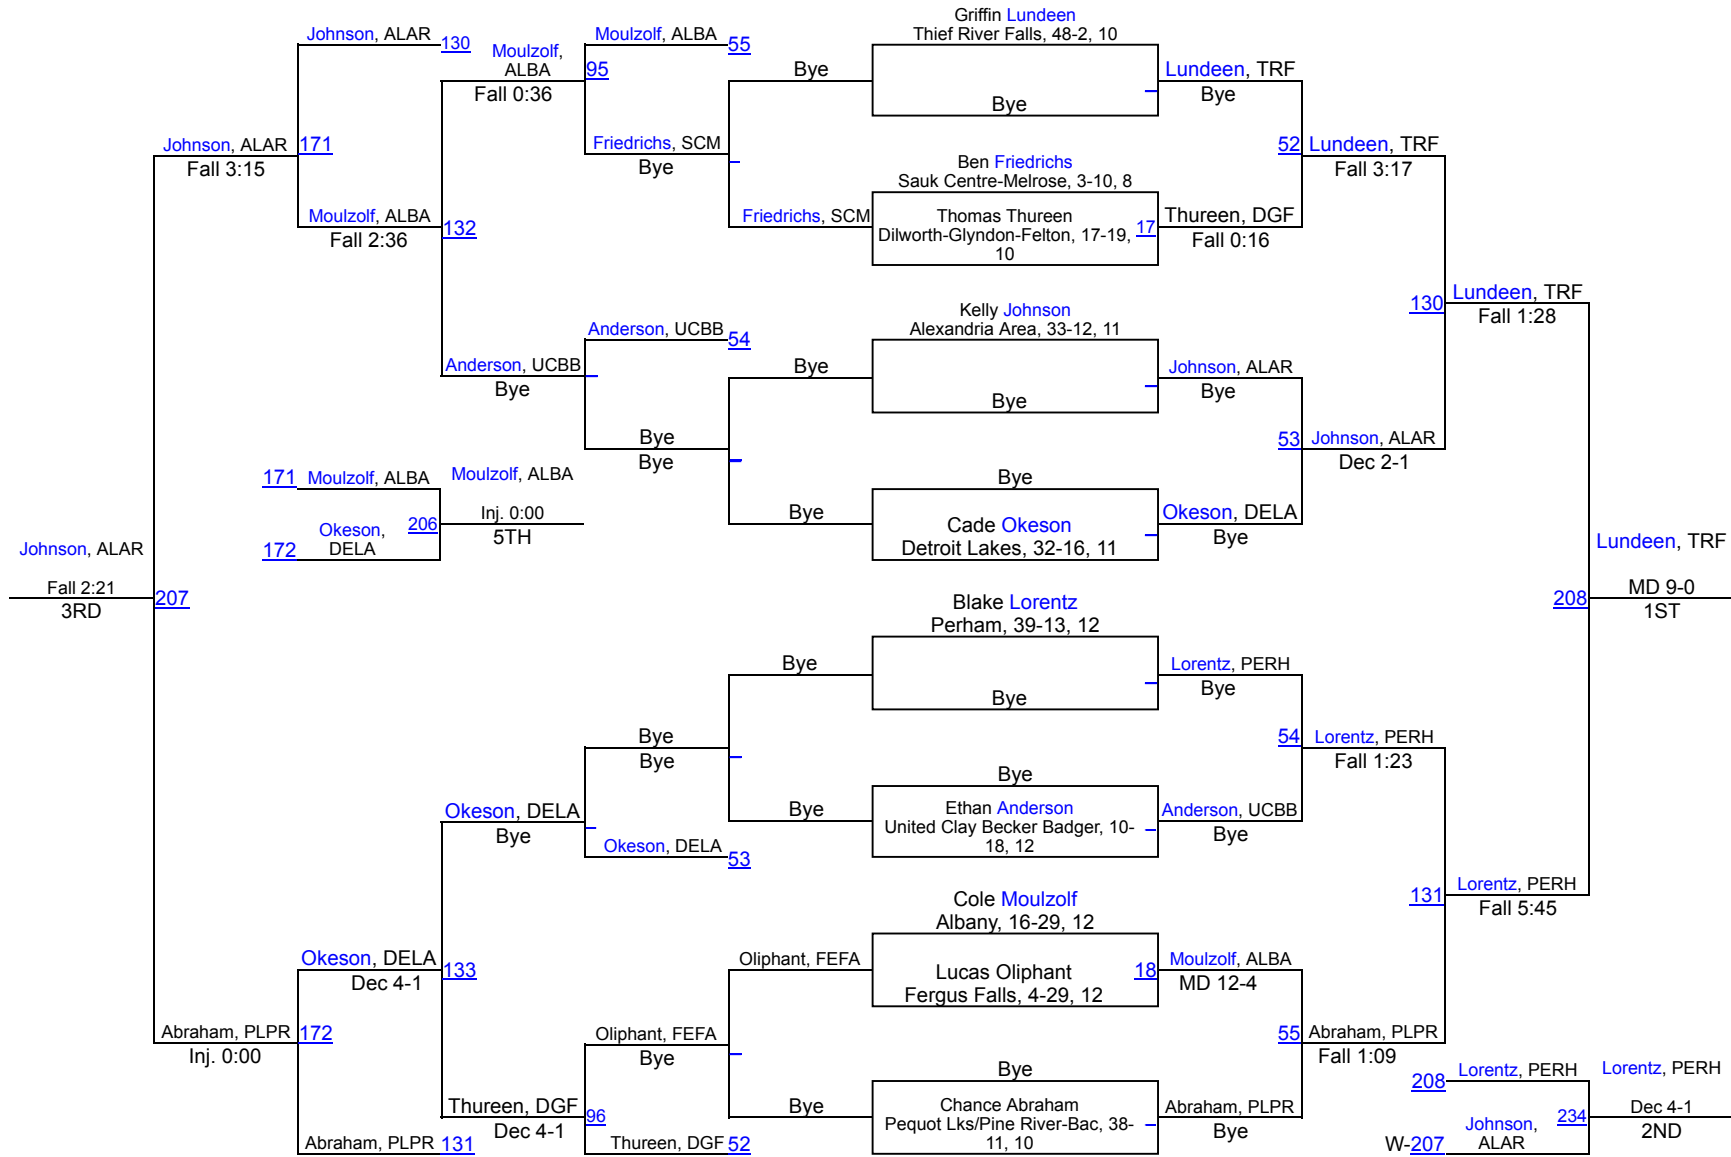 Griffin Lundeen
Thief River Falls, 48-2, 10
Johnson, ALAR 130
Moulzolf,
ALBA
Fall 0:36
Moulzolf, ALBA 55
95
Bye
Bye
Lundeen, TRF
Bye
Johnson, ALAR 171
Fall 3:15
Friedrichs, SCM
Bye
52 Lundeen, TRF
Fall 3:17
Ben Friedrichs
Sauk Centre-Melrose, 3-10, 8
Moulzolf, ALBA 132
Fall 2:36
Friedrichs, SCM
Thomas Thureen
Dilworth-Glyndon-Felton, 17-19,
10
17
Thureen, DGF
Fall 0:16
130 Lundeen, TRF
Fall 1:28
Kelly Johnson
Alexandria Area, 33-12, 11
Anderson, UCBB 54
Anderson, UCBB
Bye
Bye
Bye
Johnson, ALAR
Bye
Bye
Bye
53 Johnson, ALAR
Dec 2-1
171 Moulzolf, ALBA
Moulzolf, ALBA
Bye
Okeson,
DELA
206
172
Inj. 0:00
5TH
Bye
Cade Okeson
Detroit Lakes, 32-16, 11
Okeson, DELA
Bye
Johnson, ALAR
Fall 2:21
3RD
207
Lundeen, TRF
208
MD 9-0
1ST
Blake Lorentz
Perham, 39-13, 12
Bye
Bye
Lorentz, PERH
Bye
Bye
Bye
54 Lorentz, PERH
Fall 1:23
Bye
Okeson, DELA
Bye
Bye
Ethan Anderson
United Clay Becker Badger, 10-
18, 12
Anderson, UCBB
Bye
Okeson, DELA 53
131 Lorentz, PERH
Fall 5:45
Cole Moulzolf
Albany, 16-29, 12
Okeson, DELA 133
Dec 4-1
Oliphant, FEFA
Lucas Oliphant
Fergus Falls, 4-29, 12
18
Moulzolf, ALBA
MD 12-4
Abraham, PLPR 172
Inj. 0:00
Oliphant, FEFA
Bye
55 Abraham, PLPR
Fall 1:09
Bye
208 Lorentz, PERH
Lorentz, PERH
Thureen, DGF 96
Dec 4-1
Bye
Chance Abraham
Pequot Lks/Pine River-Bac, 38-
11, 10
Abraham, PLPR
Bye
Johnson,
ALAR
234
Dec 4-1
2ND
Abraham, PLPR 131
Thureen, DGF 52
W-207